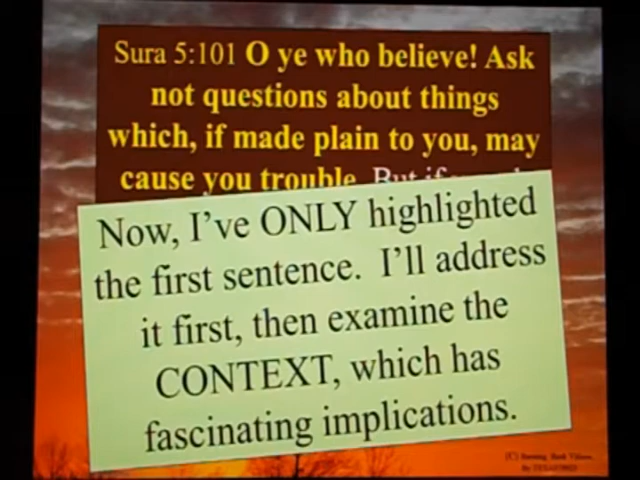 Sura 5:101 O ye who believe! Ask
not questions about things
which, if made plain to you, may
cause you trouble. But if
Now, I've ONLY highlighted
the first sentence. I'll address
it first, then examine the
CONTEXT, which has
fascinating implications.